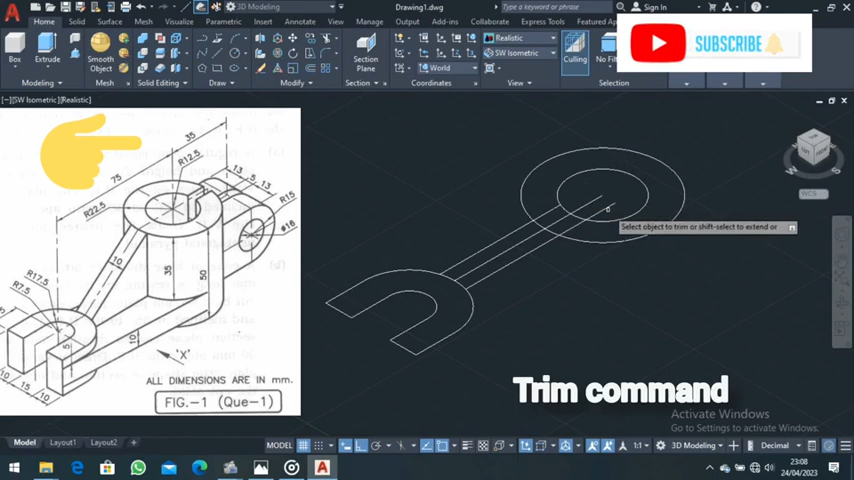 3D Modeling
Drawing1.dwg
Type a keyword or phrase
Sign In
SUBSCRIBE
Home
Solid
Surface
Mesh
Visualize
Parametric
Insert
Annotate
View
Manage
Output
Add-ins
Collaborate
Express Tools
Featured Ap
Box
Extrude
Smooth
Object
Section
Plane
Realistic
SW Isometric
World
Culling
No Filt
Modeling
Mesh
Solid Editing
Draw
Modify
Section
Coordinates
View
Selection
[−][SW Isometric][Realistic]
WCS
35
75
R12.5
13
5
13
R15
R22.5
ø16
10
35
50
R17.5
R7.5
5
10
'X'
10
15
10
ALL DIMENSIONS ARE IN mm.
FIG.-1 (Que-1)
Select object to trim or shift-select to extend or
Trim command
Activate Windows
Go to Settings to activate Windows.
Model
Layout1
Layout2
MODEL
1:1
3D Modeling
Decimal
23:08
24/04/2023